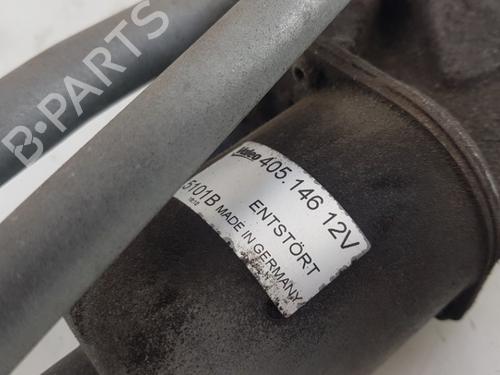 Valeo 405.146 12V
ENTSTÖRT
5101B MADE IN GERMANY
B-PARTS